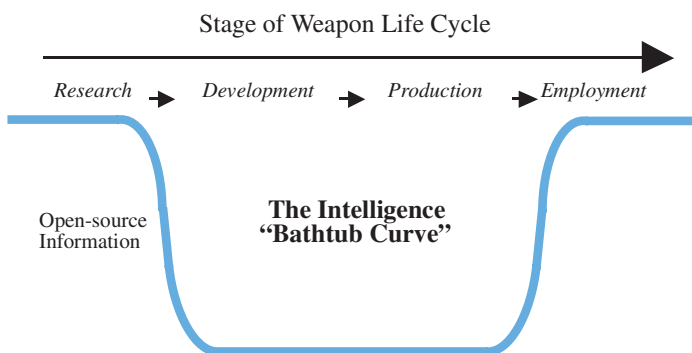 Stage of Weapon Life Cycle
Research Development Production Employment
Open-source
Information
The Intelligence
“Bathtub Curve”